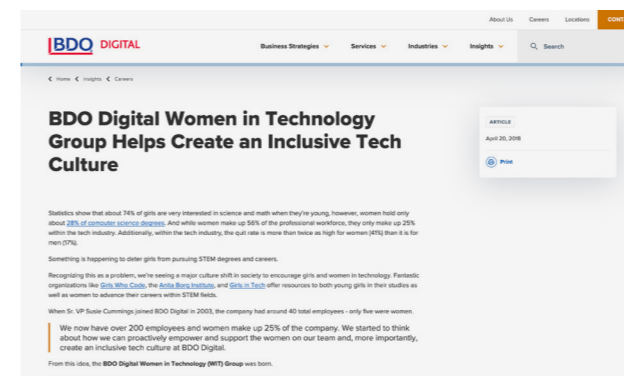 About Us Careers Locations CONT
BDO DIGITAL
Business Strategies Services Industries Insights Search
Home Insights Careers
BDO Digital Women in Technology
Group Helps Create an Inclusive Tech
Culture
ARTICLE
April 20, 2018
Print
Statistics show that about 74% of girls are very interested in science and math when they're young, however, women hold only
about 28% of computer science degrees. And while women make up 56% of the professional workforce, they only make up 25%
within the tech industry. Additionally, within the tech industry, the quit rate is more than twice as high for women (41%) than it is for
men (17%).
Something is happening to deter girls from pursuing STEM degrees and careers.
Recognizing this as a problem, we're seeing a major culture shift in society to encourage girls and women in technology. Fantastic
organizations like Girls Who Code, the Anita Borg Institute, and Girls in Tech offer resources to both young girls in their studies as
well as women to advance their careers within STEM fields.
When Sr. VP Susie Cummings joined BDO Digital in 2003, the company had around 40 total employees - only five were women.
We now have over 200 employees and women make up 25% of the company. We started to think
about how we can proactively empower and support the women on our team and, more importantly,
create an inclusive tech culture at BDO Digital.
From this idea, the BDO Digital Women in Technology (WIT) Group was born.